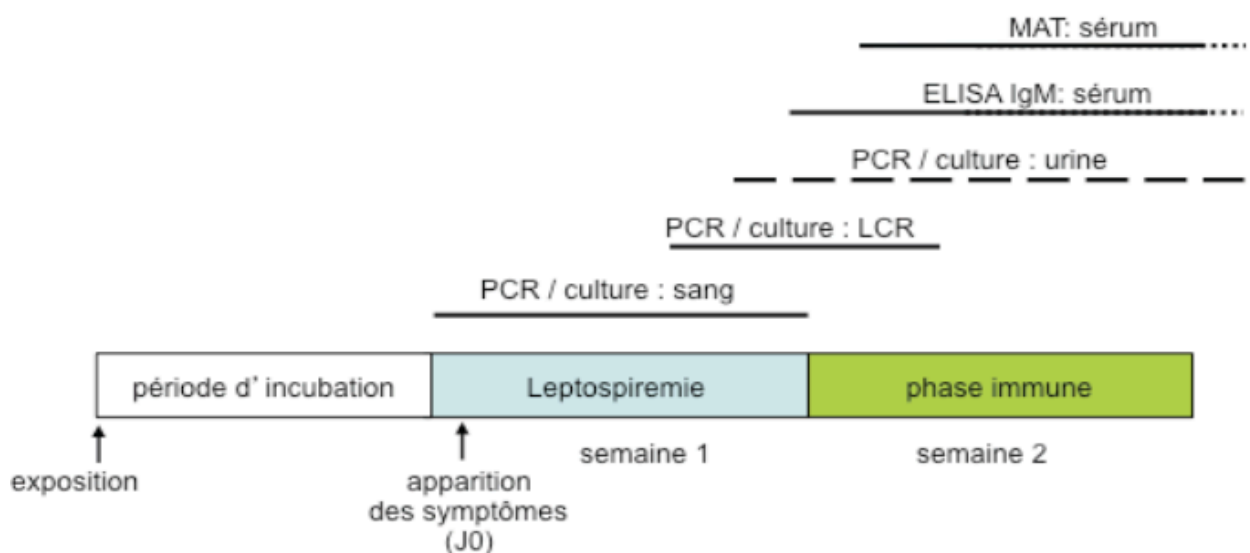 MAT: sérum
ELISA IgM: sérum
PCR / culture : urine
PCR / culture : LCR
PCR / culture : sang
période d' incubation
Leptospiremie
phase immune
semaine 1
semaine 2
exposition
apparition
des symptômes
(J0)